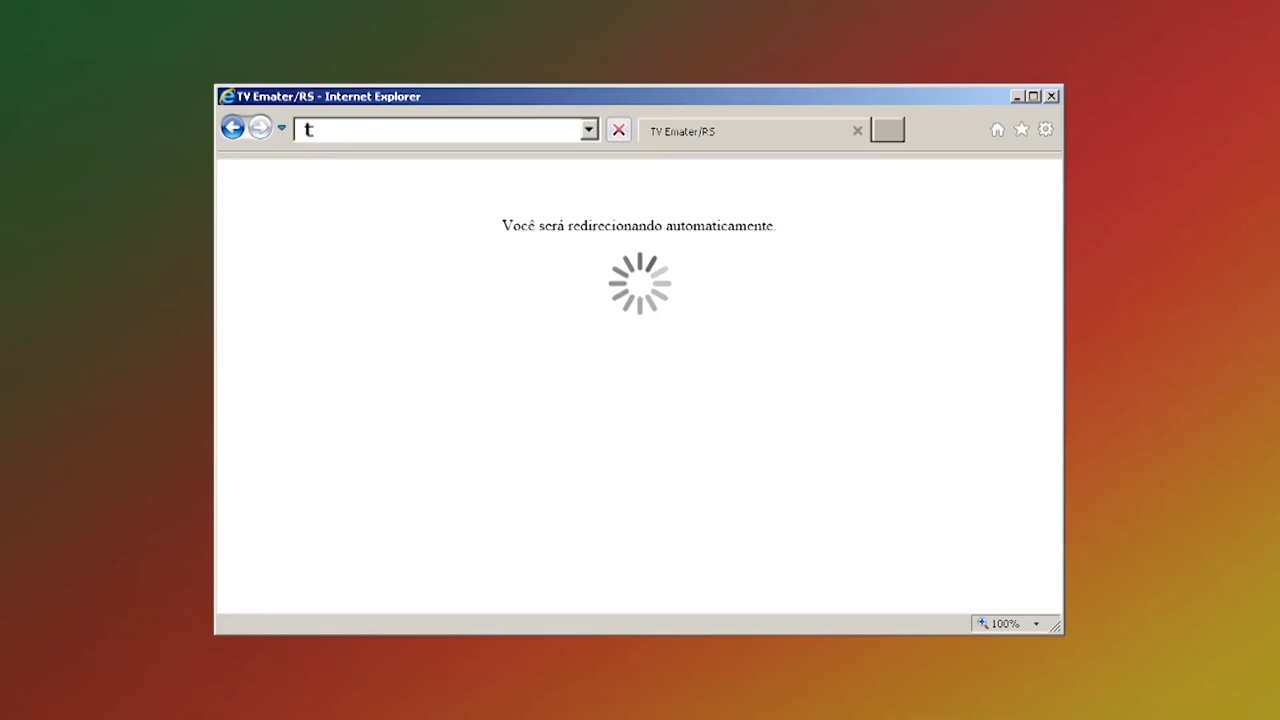 TV Emater/RS - Internet Explorer
t
TV Emater/RS
Você será redirecionando automaticamente.
100%